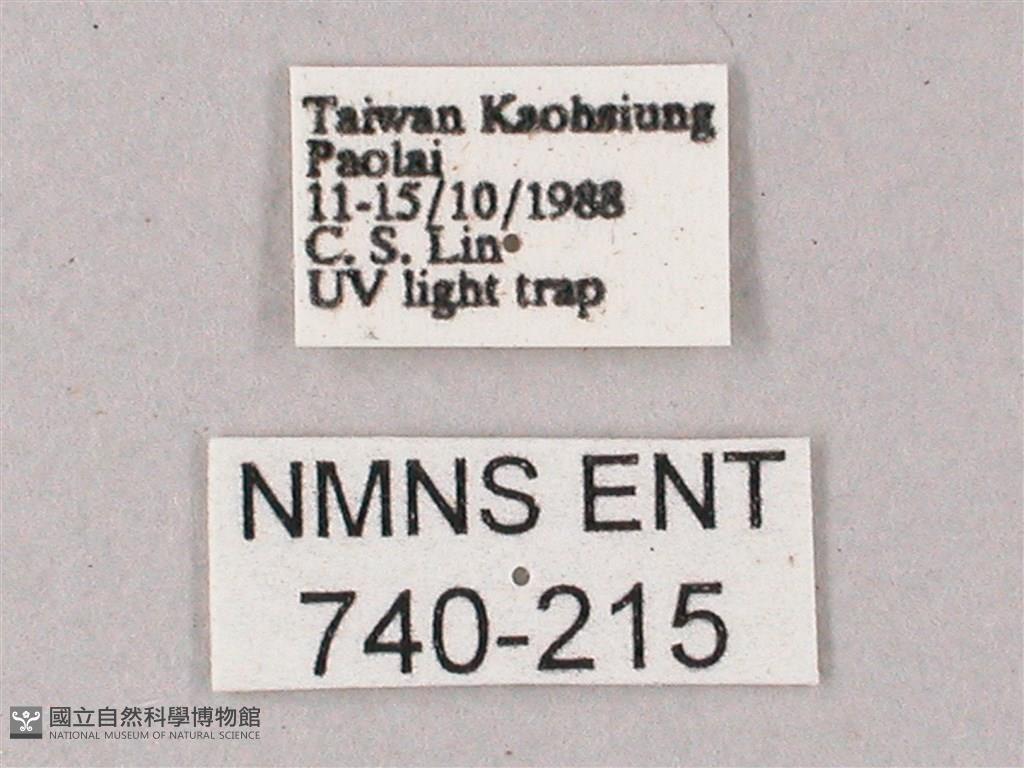 Taiwan Kaohsiung
Paolai
11-15/10/1988
C. S. Lin
UV light trap
NMNS ENT
740-215
國立自然科學博物館
NATIONAL MUSEUM OF NATURAL SCIENCE